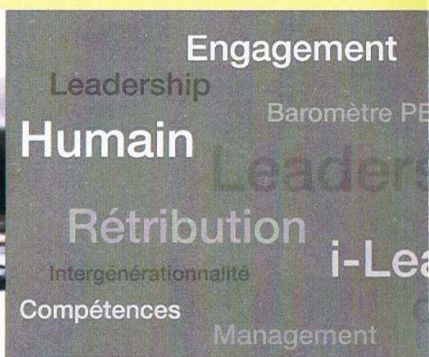 Engagement
Leadership
Baromètre PE
Humain
Leaders
Rétribution
i-Lea
Intergénérationnalité
Compétences
Management